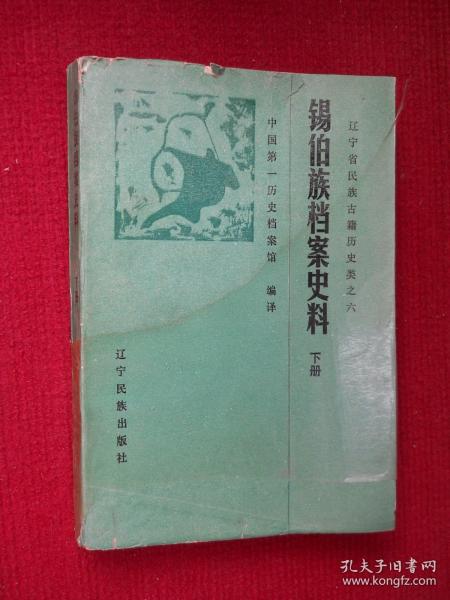 辽宁省民族古籍历史类之六
锡伯族档案史料
下册
中国第一历史档案馆 编译
辽宁民族出版社
孔夫子旧书网
www.kongfz.com